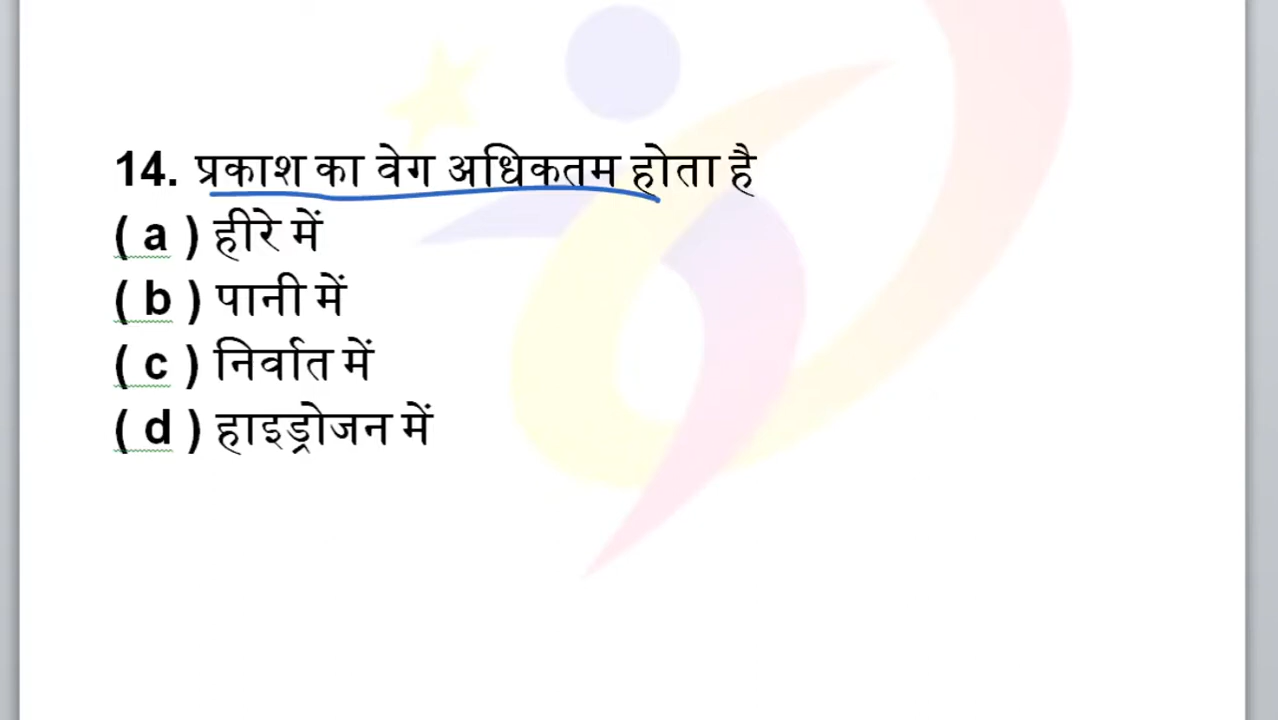 14. प्रकाश का वेग अधिकतम होता है
( a ) हीरे में
( b ) पानी में
( c ) निर्वात में
( d ) हाइड्रोजन में